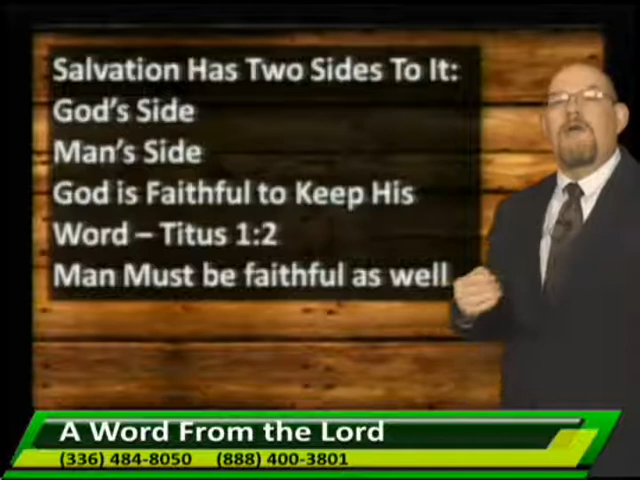 Salvation Has Two Sides To It:
God's Side
Man's Side
God is Faithful to Keep His
Word – Titus 1:2
Man Must be faithful as well
A Word From the Lord
(336) 484-8050 (888) 400-3801